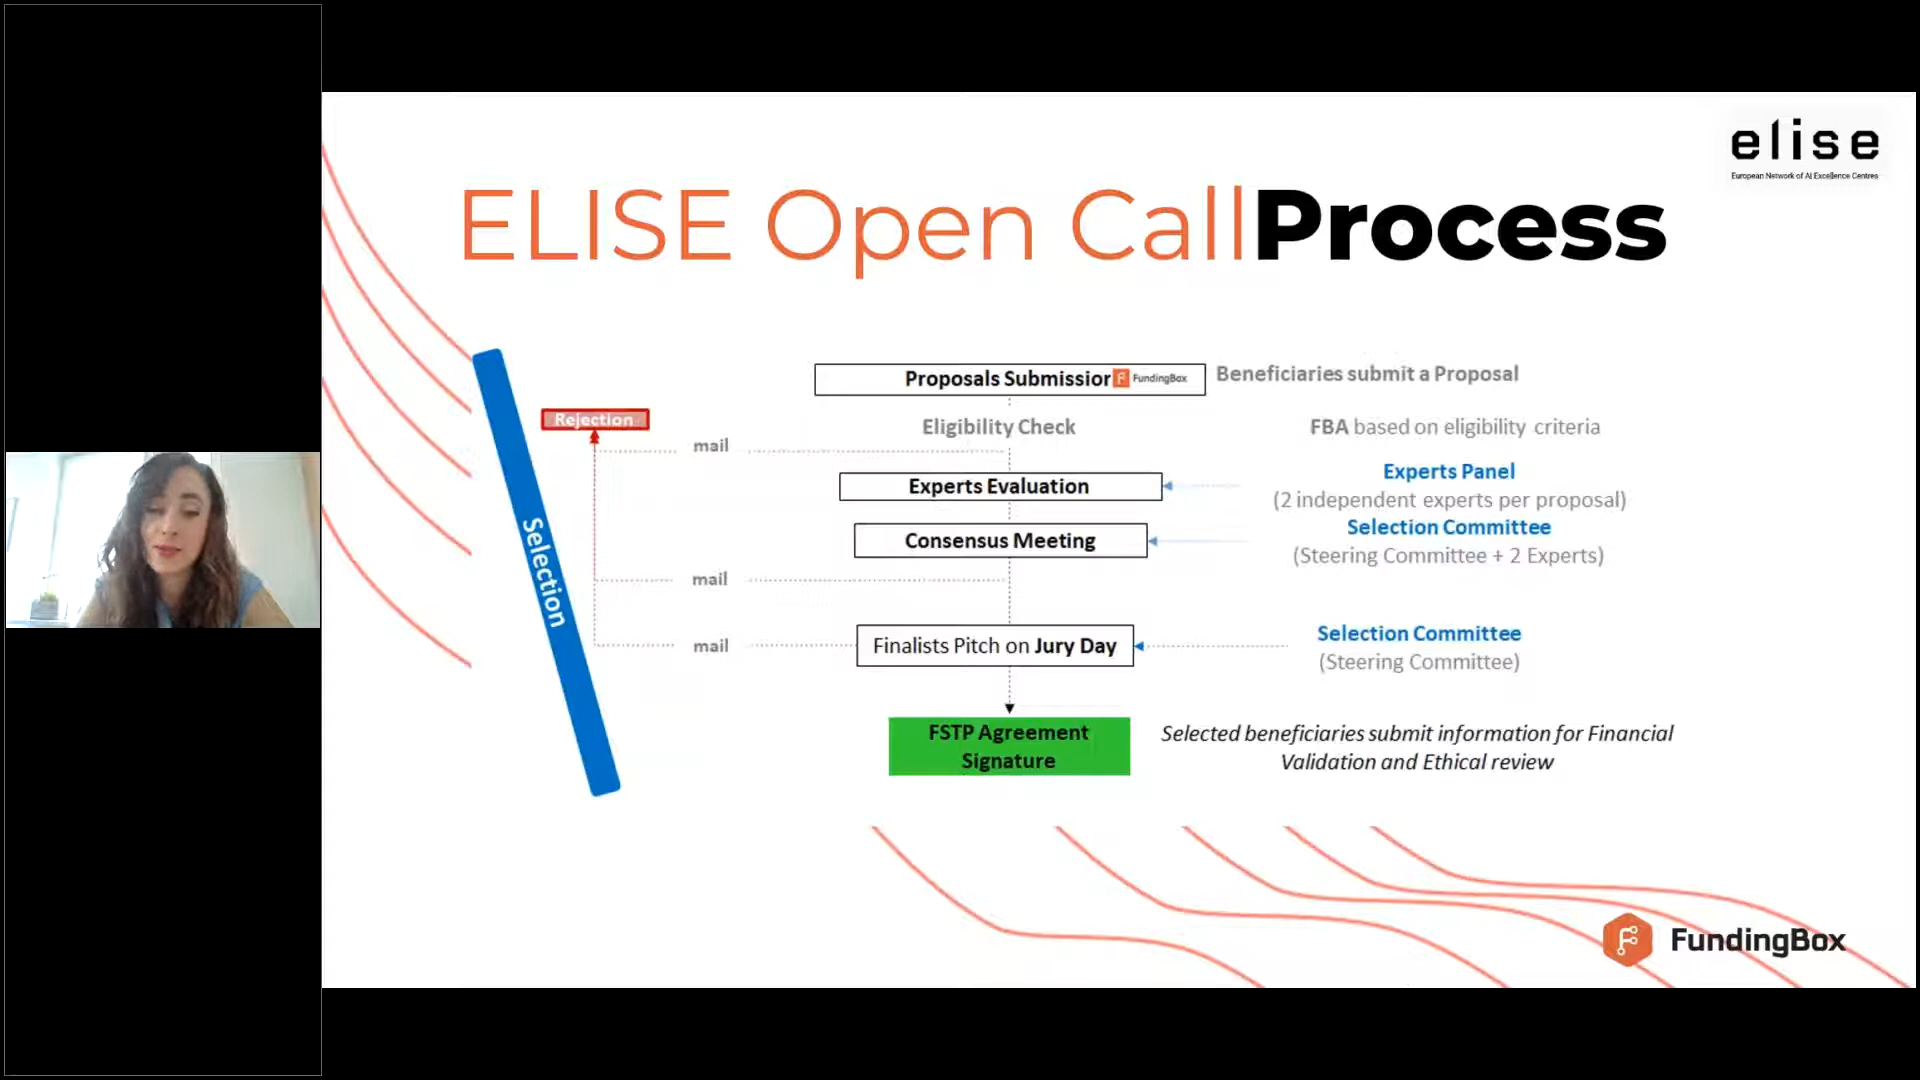 elise
European Network of AI Excellence Centres
ELISE Open Call Process
Proposals Submission FundingBox
Beneficiaries submit a Proposal
Rejection
Eligibility Check
FBA based on eligibility criteria
mail
Experts Evaluation
Experts Panel
(2 independent experts per proposal)
Consensus Meeting
Selection Committee
(Steering Committee + 2 Experts)
Selection
mail
mail
Finalists Pitch on Jury Day
Selection Committee
(Steering Committee)
FSTP Agreement
Signature
Selected beneficiaries submit information for Financial
Validation and Ethical review
FundingBox